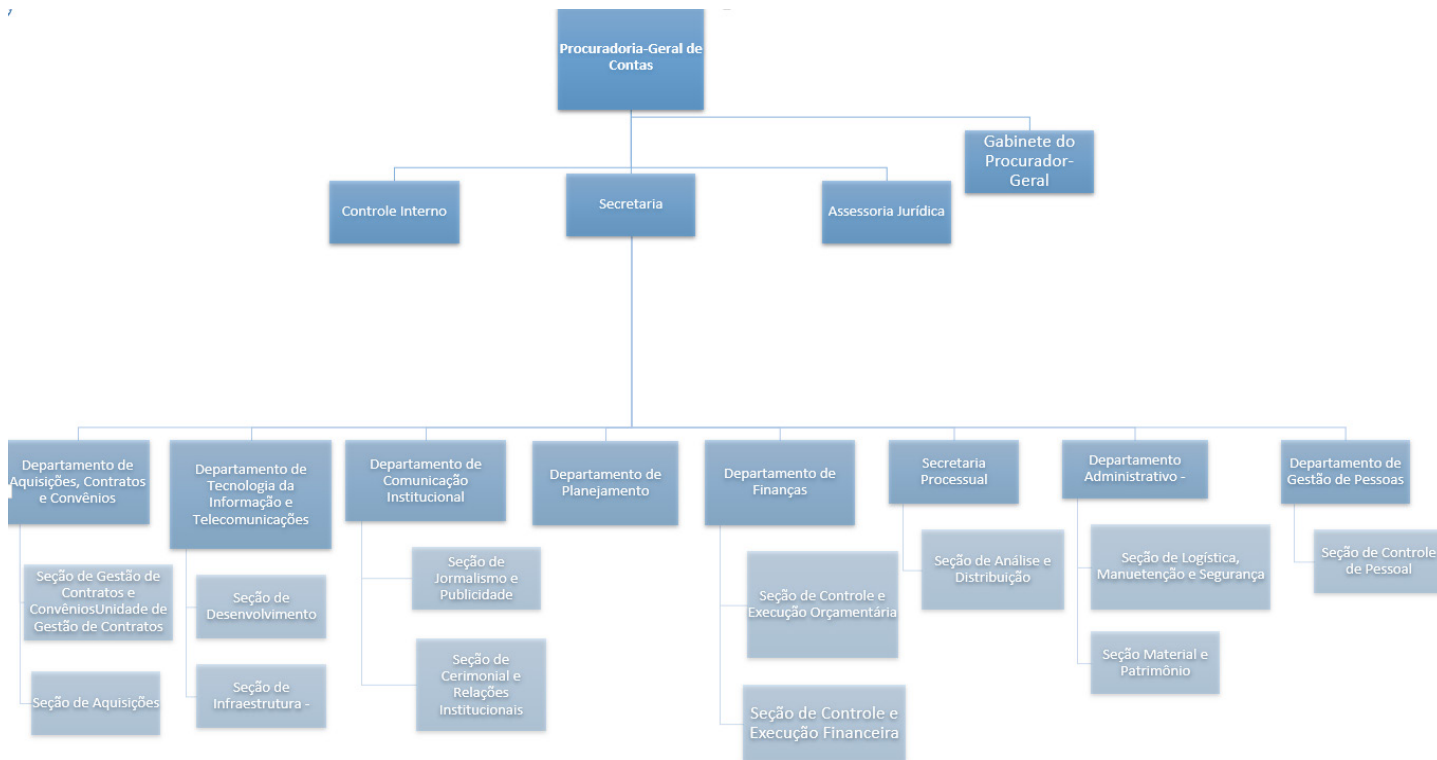 Procuradoria-Geral de
Contas
Gabinete do
Procurador-
Geral
Controle Interno
Secretaria
Assessoria Jurídica
Departamento de
Aquisições, Contratos
e Convênios
Departamento de
Tecnologia da
Informação e
Telecomunicações
Departamento de
Comunicação
Institucional
Departamento de
Planejamento
Departamento de
Finanças
Secretaria
Processual
Departamento
Administrativo -
Departamento de
Gestão de Pessoas
Seção de Gestão de
Contratos e
ConvêniosUnidade de
Gestão de Contratos
Seção de Aquisições
Seção de
Desenvolvimento
Seção de
Infraestrutura -
Seção de
Jornalismo e
Publicidade
Seção de
Cerimonial e
Relações
Institucionais
Seção de Controle e
Execução Orçamentária
Seção de Controle e
Execução Financeira
Seção de Análise e
Distribuição
Seção de Logística,
Manuetenção e Segurança
Seção Material e
Patrimônio
Seção de Controle
de Pessoal